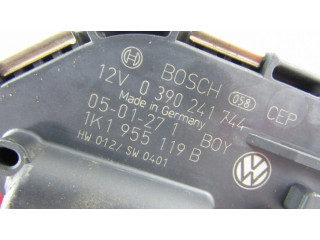 BOSCH 058 CEP
12V 0 390 241 744
Made in Germany
05-01-27 1 BOY
1K1 955 119 B
HW 012/ SW 0401